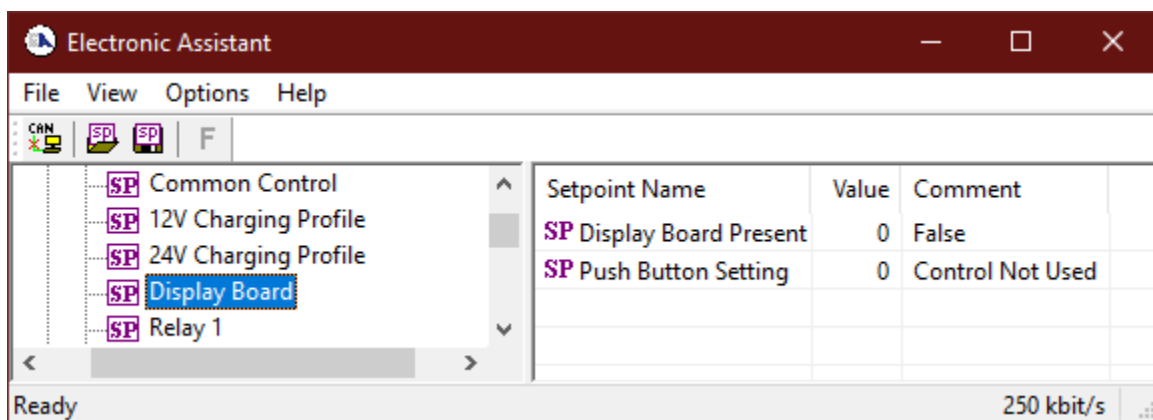 Electronic Assistant
File View Options Help
CAN SP SP F
SP Common Control
SP 12V Charging Profile
SP 24V Charging Profile
SP Display Board
SP Relay 1
Setpoint Name Value Comment
SP Display Board Present 0 False
SP Push Button Setting 0 Control Not Used
Ready 250 kbit/s